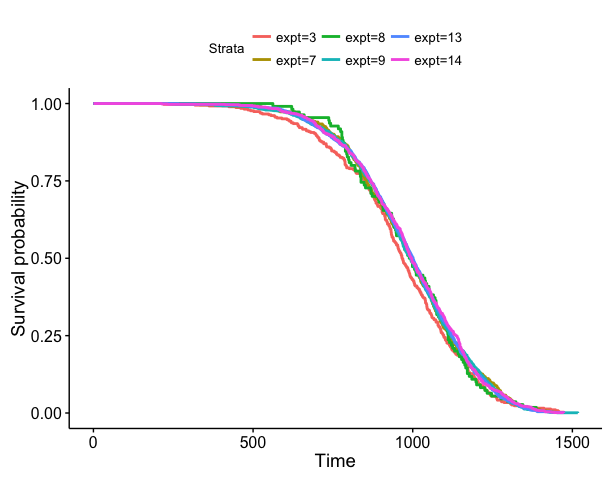 Strata expt=3 expt=8 expt=13
expt=7 expt=9 expt=14
1.00
0.75
0.50
0.25
0.00
Survival probability
0 500 1000 1500
Time